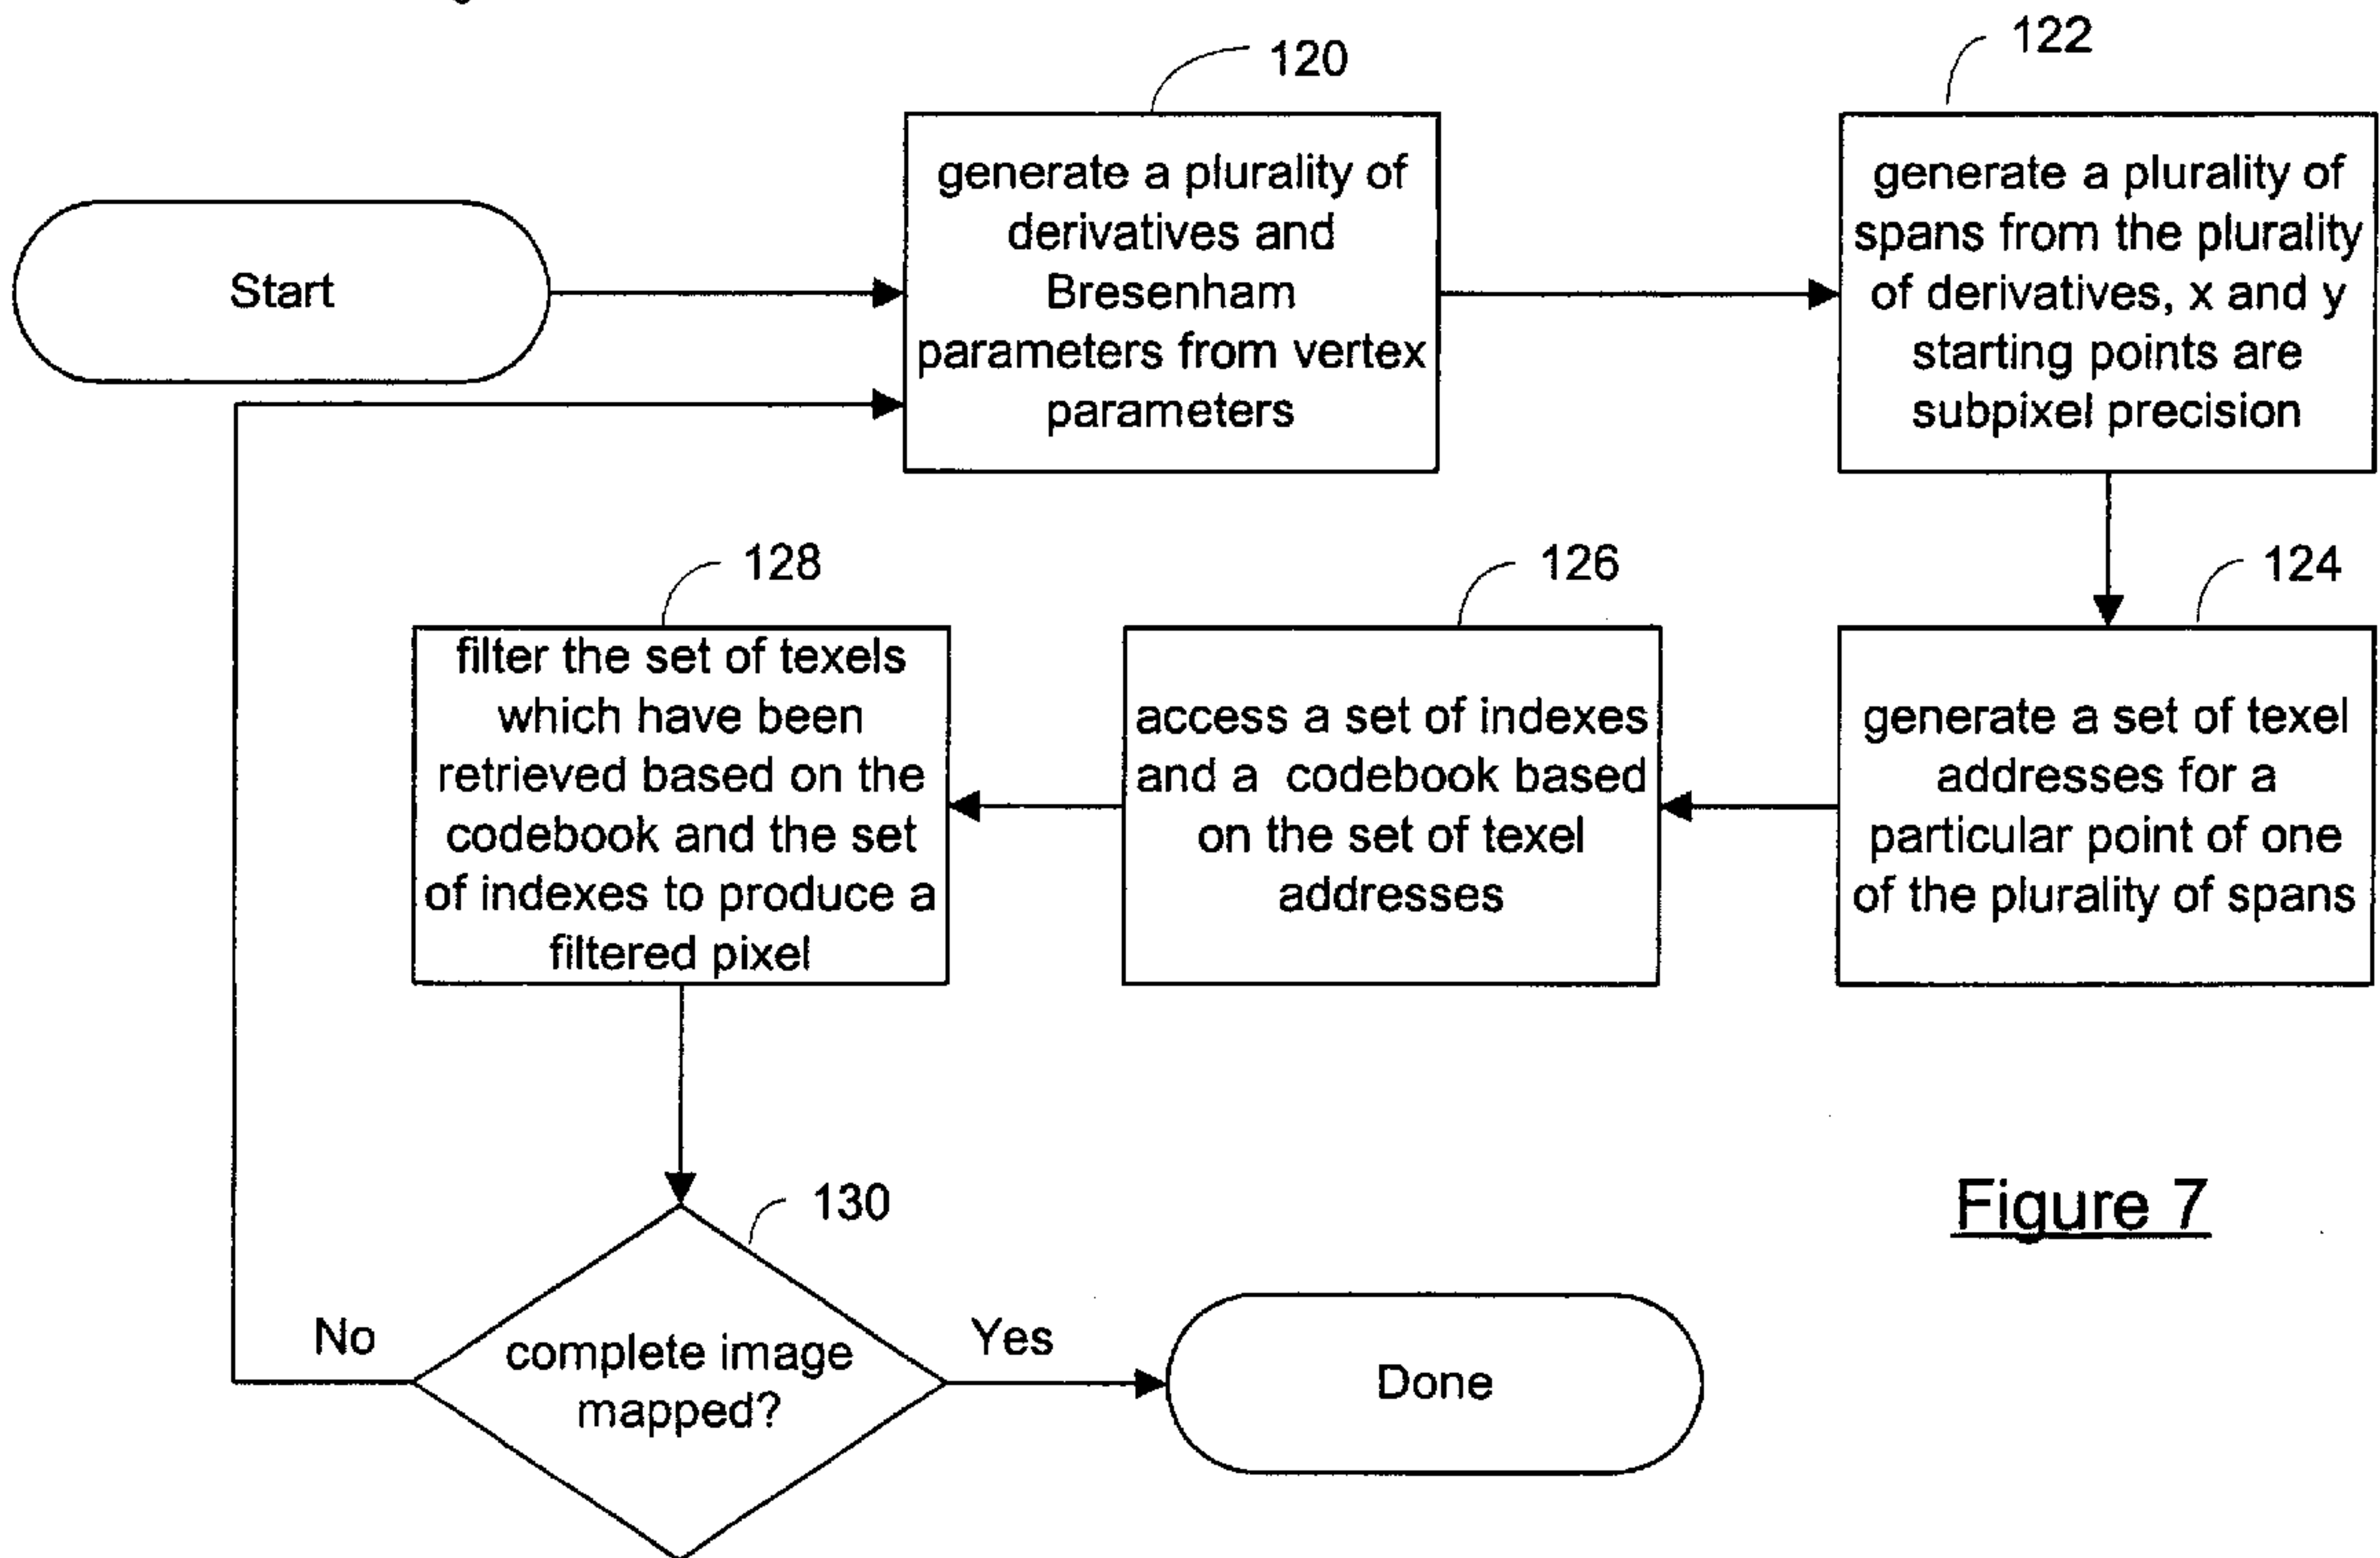 120
122
Start
generate a plurality of
derivatives and
Bresenham
parameters from vertex
parameters
generate a plurality of
spans from the plurality
of derivatives, x and y
starting points are
subpixel precision
128
126
124
filter the set of texels
which have been
retrieved based on the
codebook and the set
of indexes to produce a
filtered pixel
access a set of indexes
and a codebook based
on the set of texel
addresses
generate a set of texel
addresses for a
particular point of one
of the plurality of spans
130
Figure 7
No
complete image
mapped?
Yes
Done